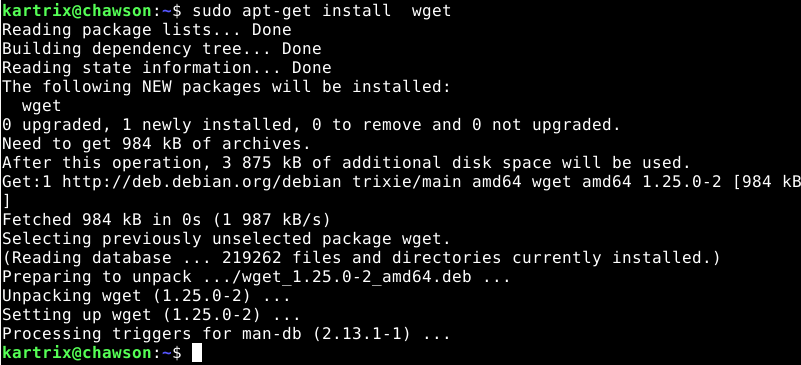 kartrix@chawson:~$ sudo apt-get install  wget
Reading package lists... Done
Building dependency tree... Done
Reading state information... Done
The following NEW packages will be installed:
  wget
0 upgraded, 1 newly installed, 0 to remove and 0 not upgraded.
Need to get 984 kB of archives.
After this operation, 3 875 kB of additional disk space will be used.
Get:1 http://deb.debian.org/debian trixie/main amd64 wget amd64 1.25.0-2 [984 kB
]
Fetched 984 kB in 0s (1 987 kB/s)
Selecting previously unselected package wget.
(Reading database ... 219262 files and directories currently installed.)
Preparing to unpack .../wget_1.25.0-2_amd64.deb ...
Unpacking wget (1.25.0-2) ...
Setting up wget (1.25.0-2) ...
Processing triggers for man-db (2.13.1-1) ...
kartrix@chawson:~$